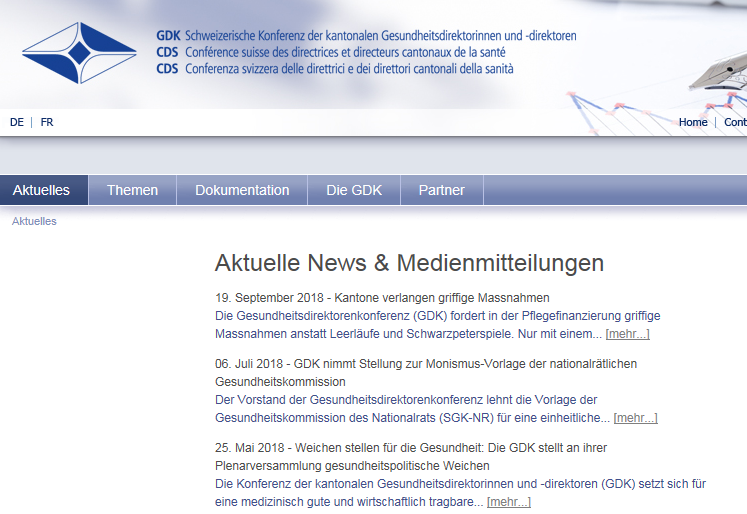 GDK Schweizerische Konferenz der kantonalen Gesundheitsdirektorinnen und -direktoren
CDS Conférence suisse des directrices et directeurs cantonaux de la santé
CDS Conferenza svizzera delle direttrici e dei direttori cantonali della sanità
DE | FR
Home | Cont
Aktuelles Themen Dokumentation Die GDK Partner
Aktuelles
Aktuelle News & Medienmitteilungen
19. September 2018 - Kantone verlangen griffige Massnahmen
Die Gesundheitsdirektorenkonferenz (GDK) fordert in der Pflegefinanzierung griffige
Massnahmen anstatt Leerläufe und Schwarzpeterspiele. Nur mit einem... [mehr...]
06. Juli 2018 - GDK nimmt Stellung zur Monismus-Vorlage der nationalrätlichen
Gesundheitskommission
Der Vorstand der Gesundheitsdirektorenkonferenz lehnt die Vorlage der
Gesundheitskommission des Nationalrats (SGK-NR) für eine einheitliche... [mehr...]
25. Mai 2018 - Weichen stellen für die Gesundheit: Die GDK stellt an ihrer
Plenarversammlung gesundheitspolitische Weichen
Die Konferenz der kantonalen Gesundheitsdirektorinnen und -direktoren (GDK) setzt sich für
eine medizinisch gute und wirtschaftlich tragbare... [mehr...]